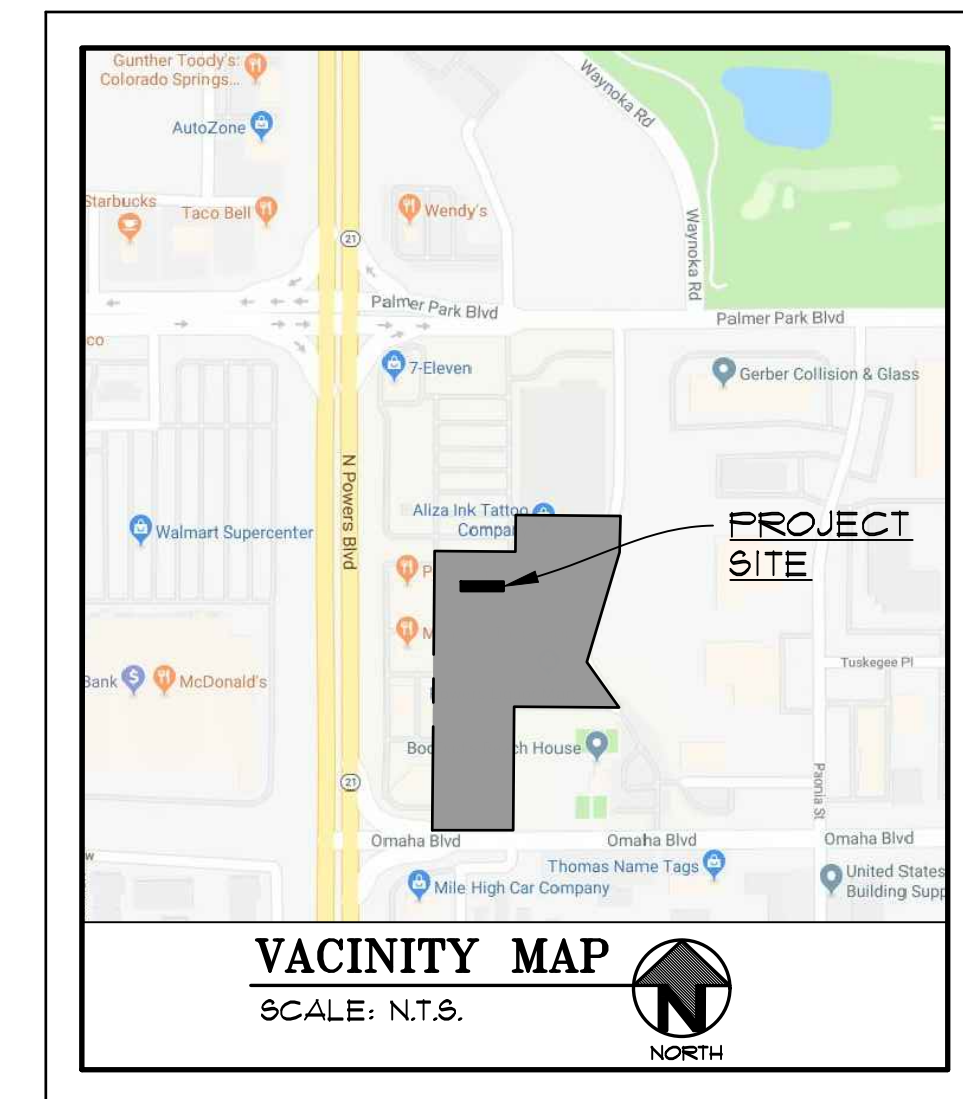 Gunther Toody's:
Colorado Springs...
AutoZone
Waynoka Rd
Starbucks
Taco Bell
Wendy's
21
Waynoka Rd
Palmer Park Blvd
Palmer Park Blvd
co
7-Eleven
Gerber Collision & Glass
N Powers Blvd
Aliza Ink Tattoo
Compa
Walmart Supercenter
PROJECT
SITE
P
M
Bank
McDonald's
Tuskegee Pl
Boo
ch House
21
Paonia St
Omaha Blvd
Omaha Blvd
Omaha Blvd
w
Thomas Name Tags
Mile High Car Company
United States
Building Supp
VACINITY MAP
SCALE: N.T.S.
N
NORTH